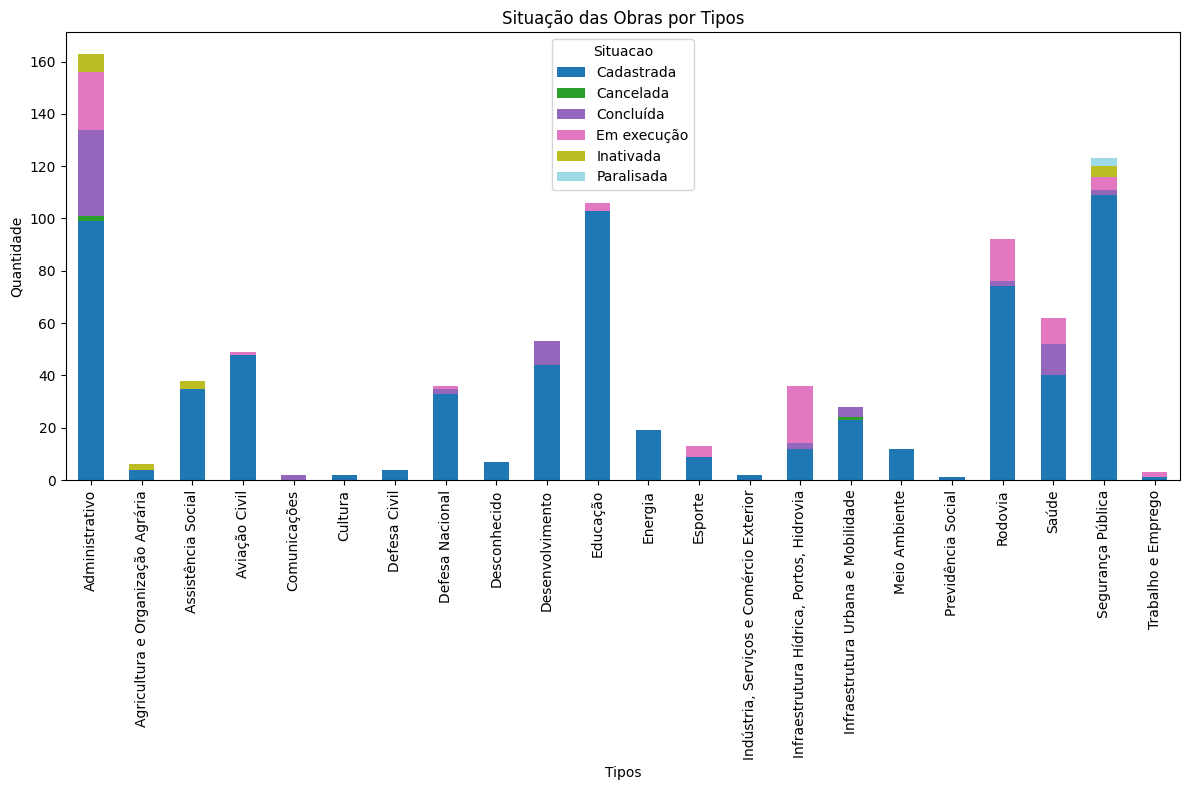 Situação das Obras por Tipos
Situacao
Cadastrada
Cancelada
Concluída
Em execução
Inativada
Paralisada
Quantidade
160
140
120
100
80
60
40
20
0
Administrativo
Agricultura e Organização Agrária
Assistência Social
Aviação Civil
Comunicações
Cultura
Defesa Civil
Defesa Nacional
Desconhecido
Desenvolvimento
Educação
Energia
Esporte
Indústria, Serviços e Comércio Exterior
Infraestrutura Hídrica, Portos, Hidrovia
Infraestrutura Urbana e Mobilidade
Meio Ambiente
Previdência Social
Rodovia
Saúde
Segurança Pública
Trabalho e Emprego
Tipos